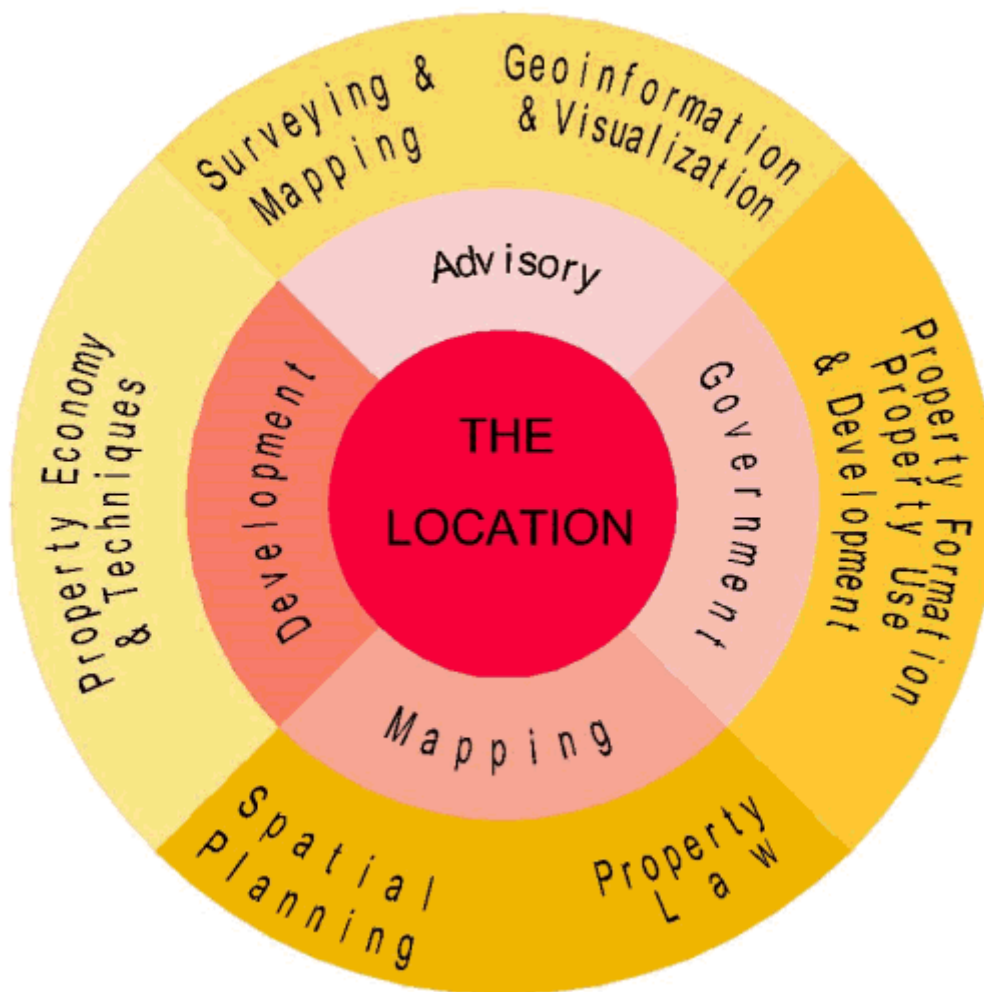 Surveying &
Mapping
Geoinformation
& Visualization
Advisory
Property Economy
& Techniques
Development
THE
LOCATION
Government
Property Formation
Property Use
& Development
Mapping
Spatial
Planning
Property
Law